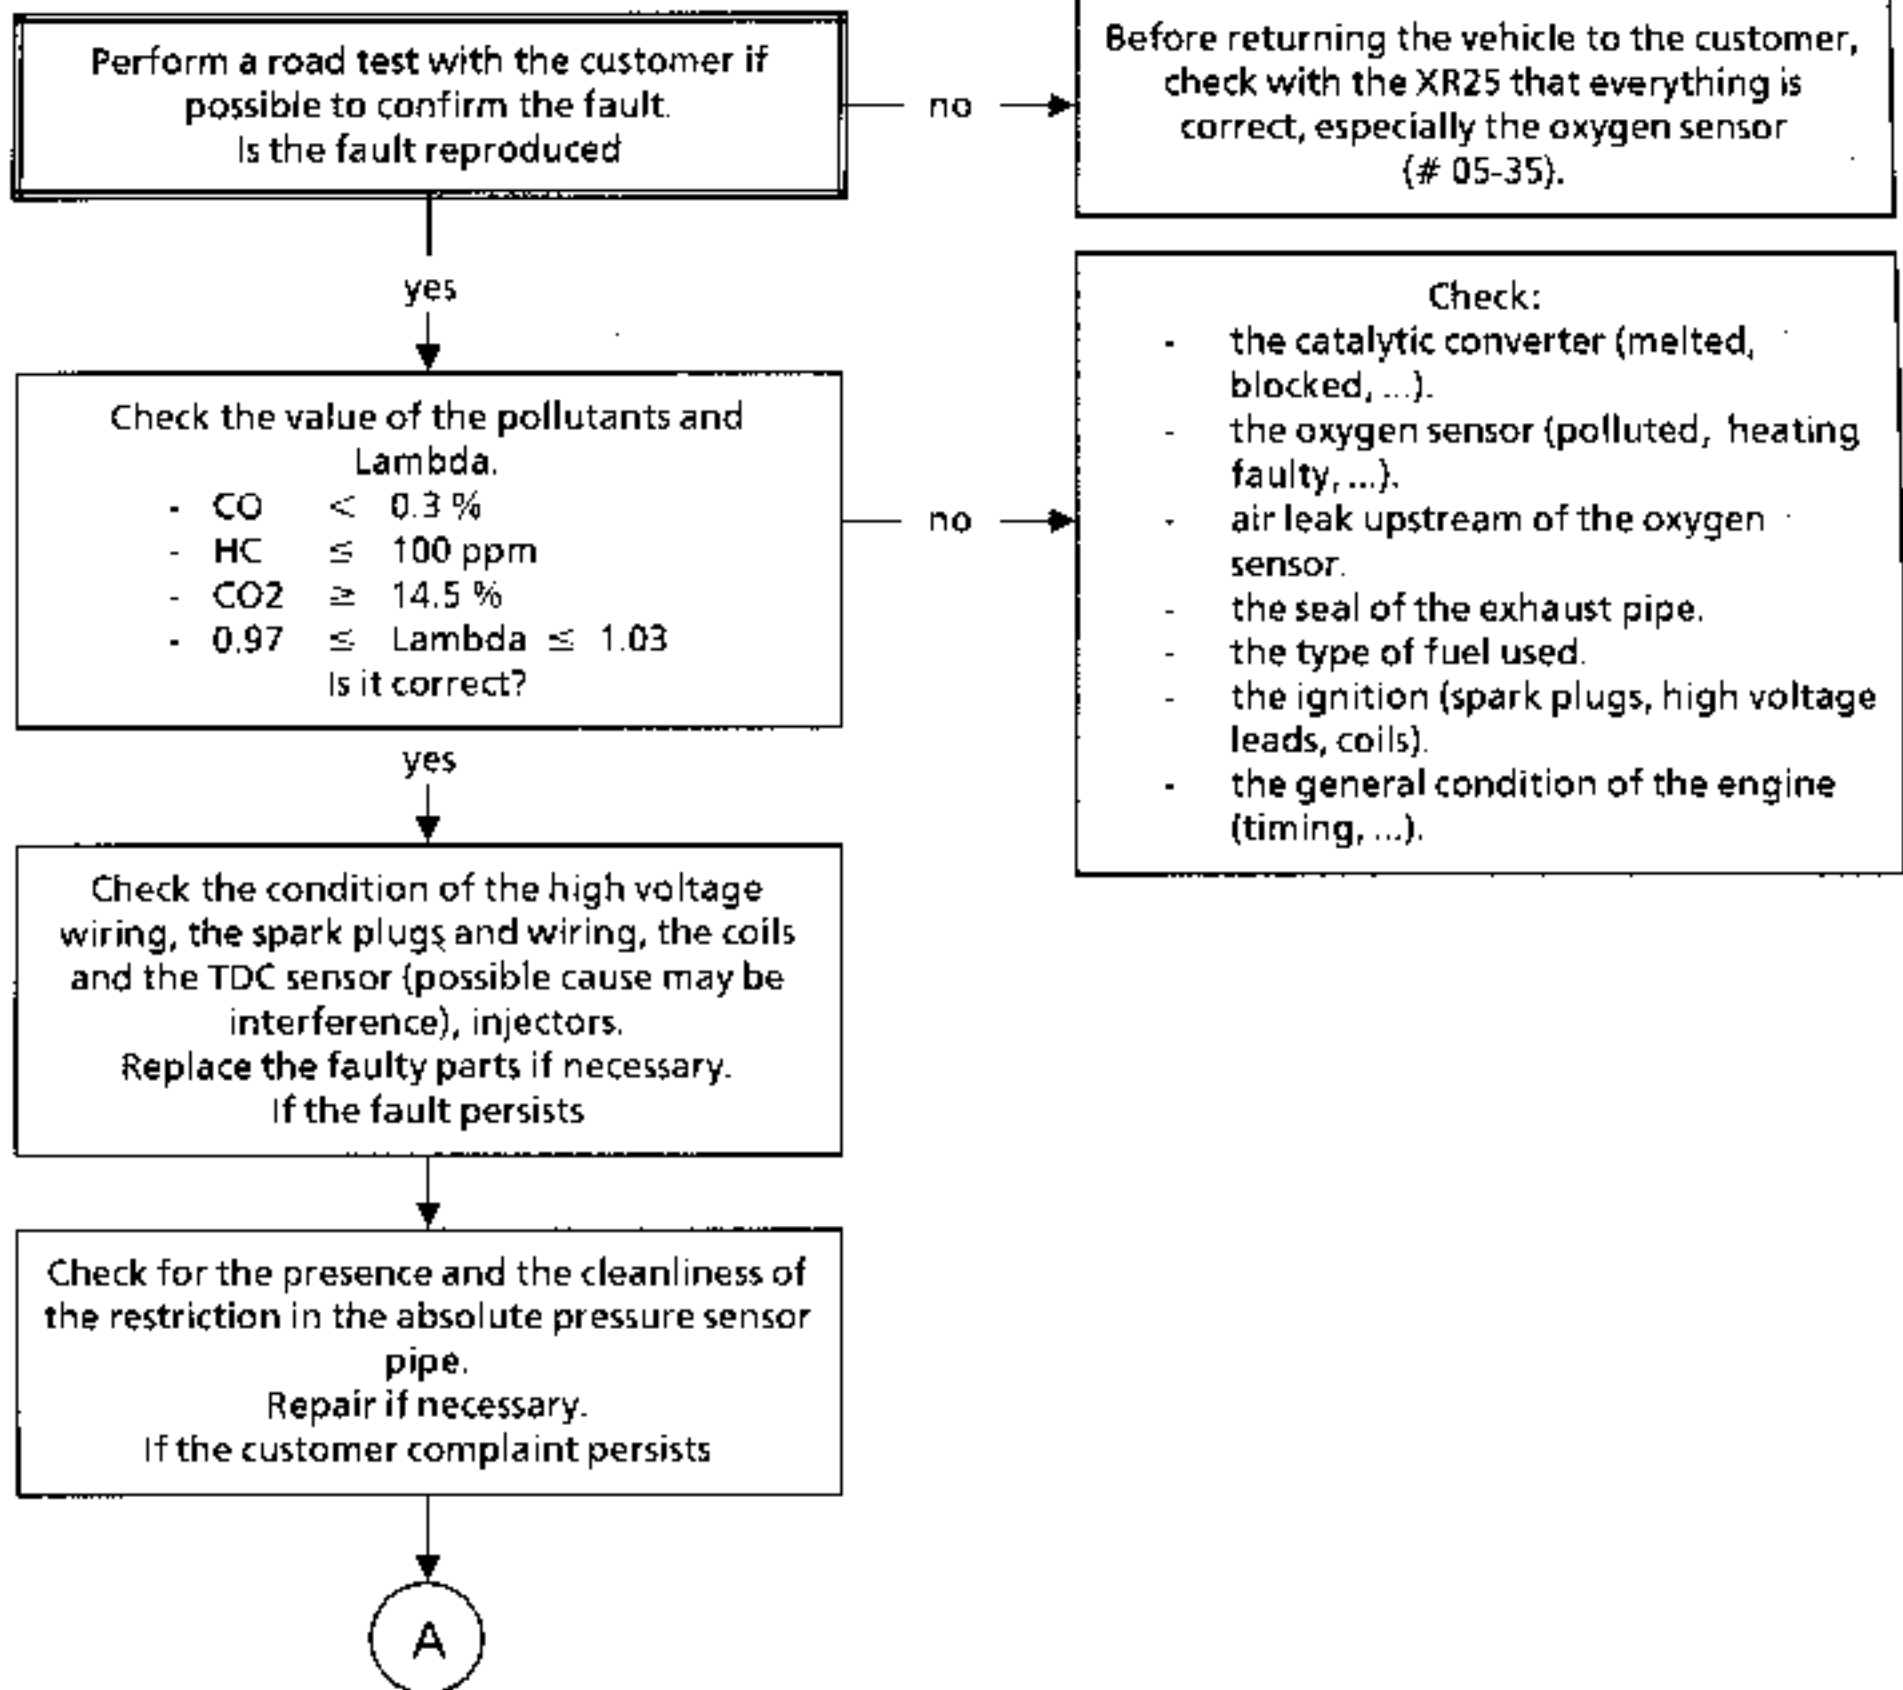 Perform a road test with the customer if
possible to confirm the fault.
Is the fault reproduced
no
Before returning the vehicle to the customer,
check with the XR25 that everything is
correct, especially the oxygen sensor
(# 05-35).
yes
Check the value of the pollutants and
Lambda.
- CO < 0.3 %
- HC ≤ 100 ppm
- CO2 ≥ 14.5 %
- 0.97 ≤ Lambda ≤ 1.03
Is it correct?
no
Check:
- the catalytic converter (melted,
blocked, ...).
- the oxygen sensor (polluted, heating
faulty, ...).
- air leak upstream of the oxygen
sensor.
- the seal of the exhaust pipe.
- the type of fuel used.
- the ignition (spark plugs, high voltage
leads, coils).
- the general condition of the engine
(timing, ...).
yes
Check the condition of the high voltage
wiring, the spark plugs and wiring, the coils
and the TDC sensor (possible cause may be
interference), injectors.
Replace the faulty parts if necessary.
If the fault persists
Check for the presence and the cleanliness of
the restriction in the absolute pressure sensor
pipe.
Repair if necessary.
If the customer complaint persists
A